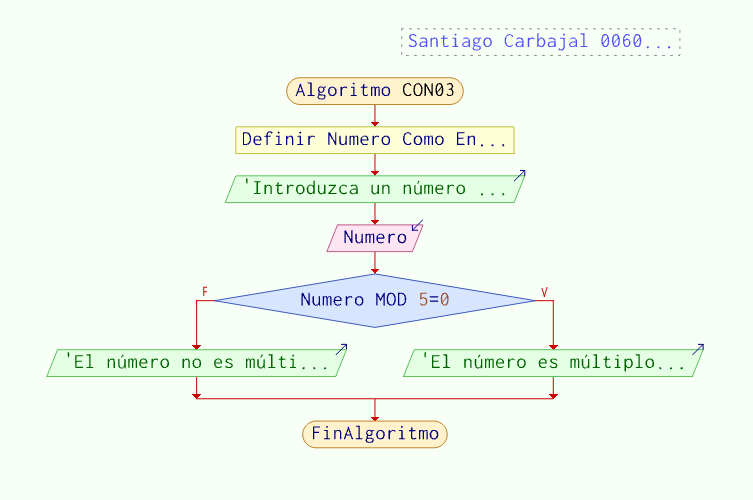 Santiago Carbajal 0060...
Algoritmo CON03
Definir Numero Como En...
'Introduzca un número ...
Numero
Numero MOD 5=0
F
V
'El número no es múlti...
'El número es múltiplo...
FinAlgoritmo